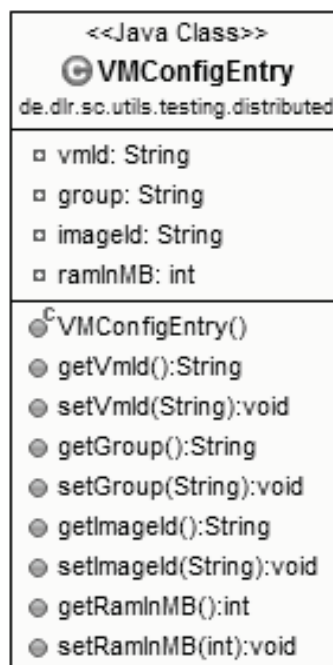 <<Java Class>>
C VMConfigEntry
de.dlr.sc.utils.testing.distributed
vmId: String
group: String
imageId: String
ramInMB: int
C VMConfigEntry()
getVmId():String
setVmId(String):void
getGroup():String
setGroup(String):void
getImageId():String
setImageId(String):void
getRamInMB():int
setRamInMB(int):void